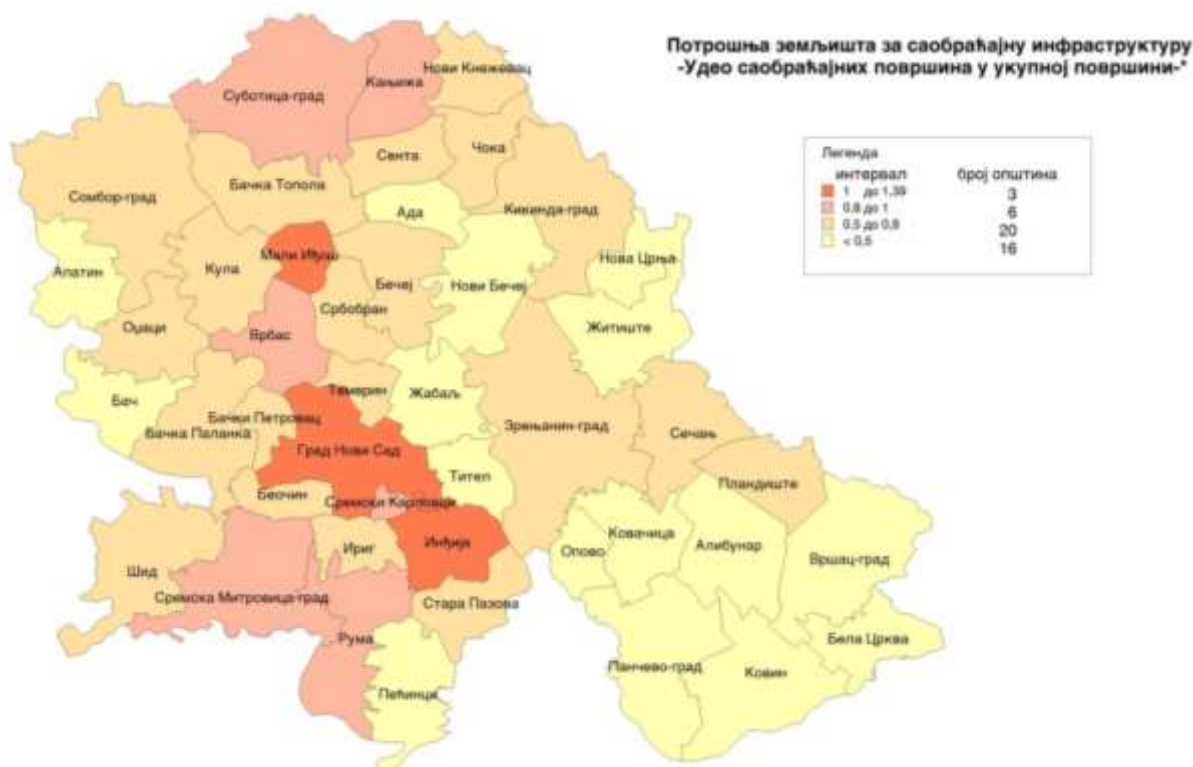 Потрошња земљишта за саобраћајну инфраструктуру
-Удео саобраћајних површина у укупној површини-*
Легенда
интервал број општина
1 до 1,39 3
0,8 до 1 6
0,5 до 0,8 20
< 0,5 16
Суботица-град
Кањижа
Нови Кнежевац
Сента
Чока
Сомбор-град
Бачка Топола
Ада
Кикинда-град
Апатин
Кула
Мали Иђош
Бечеј
Нови Бечеј
Нова Црња
Оџаци
Врбас
Србобран
Житиште
Бач
Темерин
Жабаљ
Бачки Петровац
Бачка Паланка
Зрењанин-град
Сечањ
Град Нови Сад
Тител
Пландиште
Беочин
Сремски Карловци
Ириг
Инђија
Опово
Ковачица
Алибунар
Вршац-град
Шид
Сремска Митровица-град
Стара Пазова
Рума
Бела Црква
Панчево-град
Ковин
Пећинци